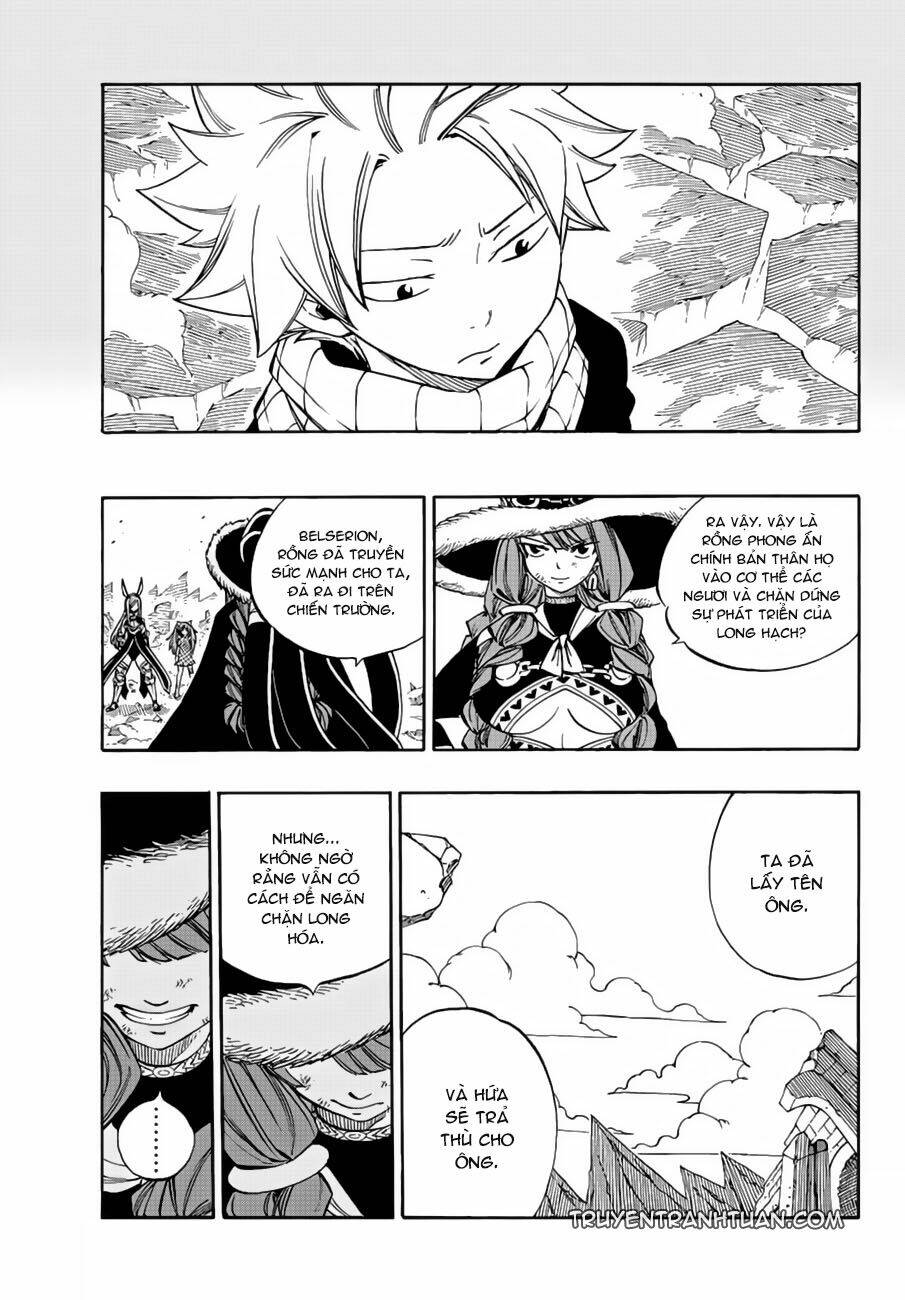 RA VẬY. VẬY LÀ
RỒNG PHONG ẤN
CHÍNH BẢN THÂN HỌ
VÀO CƠ THỂ CÁC
NGƯƠI VÀ CHẶN DỨNG
SỰ PHÁT TRIỂN CỦA
LONG HẠCH?
BELSERION,
RỒNG ĐÃ TRUYỀN
SỨC MẠNH CHO TA,
ĐÃ RA ĐI TRÊN
CHIẾN TRƯỜNG.
TA ĐÃ
LẤY TÊN
ÔNG.
VÀ HỨA
SẼ TRẢ
THÙ CHO
ÔNG.
NHƯNG...
KHÔNG NGỜ
RẰNG VẪN CÓ
CÁCH ĐỂ NGĂN
CHẶN LONG
HÓA.
.........
TRUYENTRANHTUAN.COM